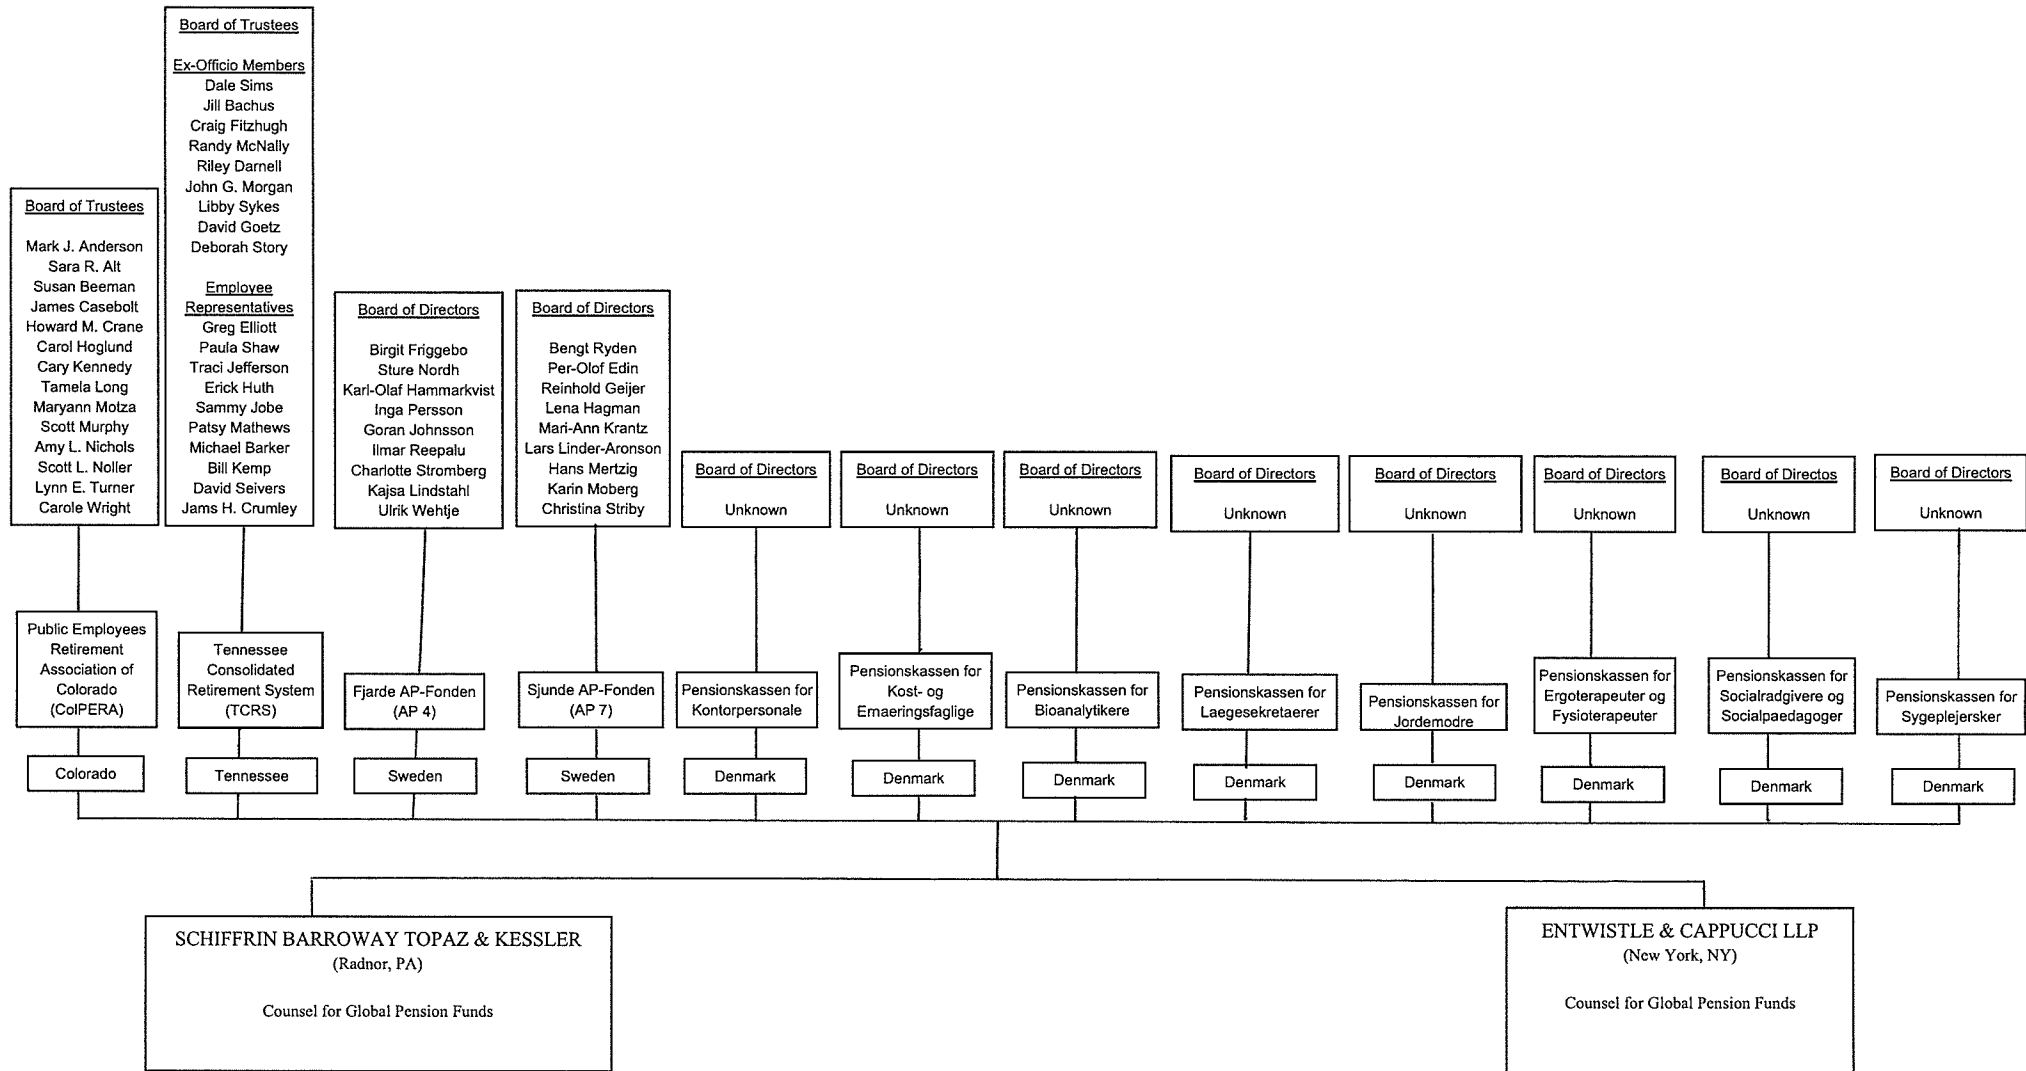 Board of Trustees
Mark J. Anderson
Sara R. Alt
Susan Beeman
James Casebolt
Howard M. Crane
Carol Hoglund
Cary Kennedy
Tamela Long
Maryann Motza
Scott Murphy
Amy L. Nichols
Scott L. Noller
Lynn E. Turner
Carole Wright
Public Employees
Retirement
Association of
Colorado
(ColPERA)
Colorado
Board of Trustees
Ex-Officio Members
Dale Sims
Jill Bachus
Craig Fitzhugh
Randy McNally
Riley Darnell
John G. Morgan
Libby Sykes
David Goetz
Deborah Story
Employee
Representatives
Greg Elliott
Paula Shaw
Traci Jefferson
Erick Huth
Sammy Jobe
Patsy Mathews
Michael Barker
Bill Kemp
David Seivers
Jams H. Crumley
Tennessee
Consolidated
Retirement System
(TCRS)
Tennessee
Board of Directors
Birgit Friggebo
Sture Nordh
Karl-Olaf Hammarkvist
Inga Persson
Goran Johnsson
Ilmar Reepalu
Charlotte Stromberg
Kajsa Lindstahl
Ulrik Wehtje
Fjarde AP-Fonden
(AP 4)
Sweden
Board of Directors
Bengt Ryden
Per-Olof Edin
Reinhold Geijer
Lena Hagman
Mari-Ann Krantz
Lars Linder-Aronson
Hans Mertzig
Karin Moberg
Christina Striby
Sjunde AP-Fonden
(AP 7)
Sweden
Board of Directors
Unknown
Pensionskassen for
Kontorpersonale
Denmark
Board of Directors
Unknown
Pensionskassen for
Kost- og
Ernaeringsfaglige
Denmark
Board of Directors
Unknown
Pensionskassen for
Bioanalytikere
Denmark
Board of Directors
Unknown
Pensionskassen for
Laegesekretaerer
Denmark
Board of Directors
Unknown
Pensionskassen for
Jordemodre
Denmark
Board of Directors
Unknown
Pensionskassen for
Ergoterapeuter og
Fysioterapeuter
Denmark
Board of Directos
Unknown
Pensionskassen for
Socialradgivere og
Socialpaedagoger
Denmark
Board of Directors
Unknown
Pensionskassen for
Sygeplejersker
Denmark
SCHIFFRIN BARROWAY TOPAZ & KESSLER
(Radnor, PA)
Counsel for Global Pension Funds
ENTWISTLE & CAPPUCCI LLP
(New York, NY)
Counsel for Global Pension Funds